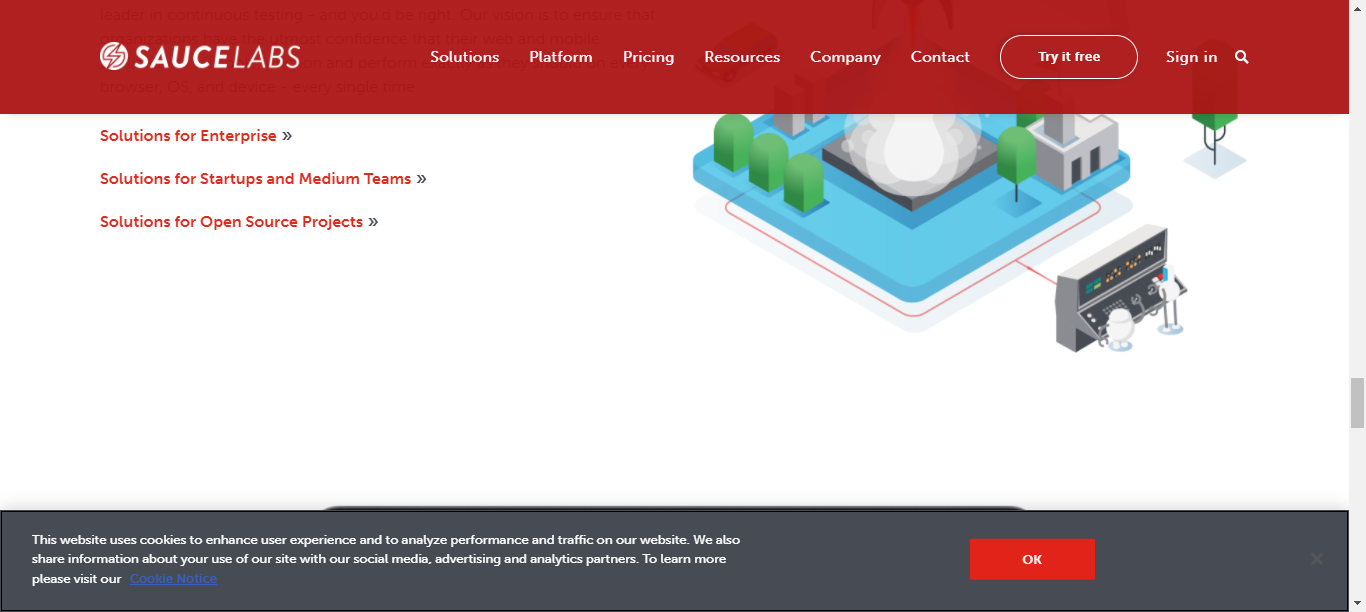 leader in continuous testing - and you'd be right. Our vision is to ensure that
organizations have the utmost confidence that their web and mobile
on and perform exactly
browser, OS, and device - every single time.
SAUCELABS
Solutions
Platform
Pricing
Resources
Company
Contact
Try it free
Sign in
Solutions for Enterprise »
Solutions for Startups and Medium Teams »
Solutions for Open Source Projects »
This website uses cookies to enhance user experience and to analyze performance and traffic on our website. We also
share information about your use of our site with our social media, advertising and analytics partners. To learn more
please visit our Cookie Notice
OK